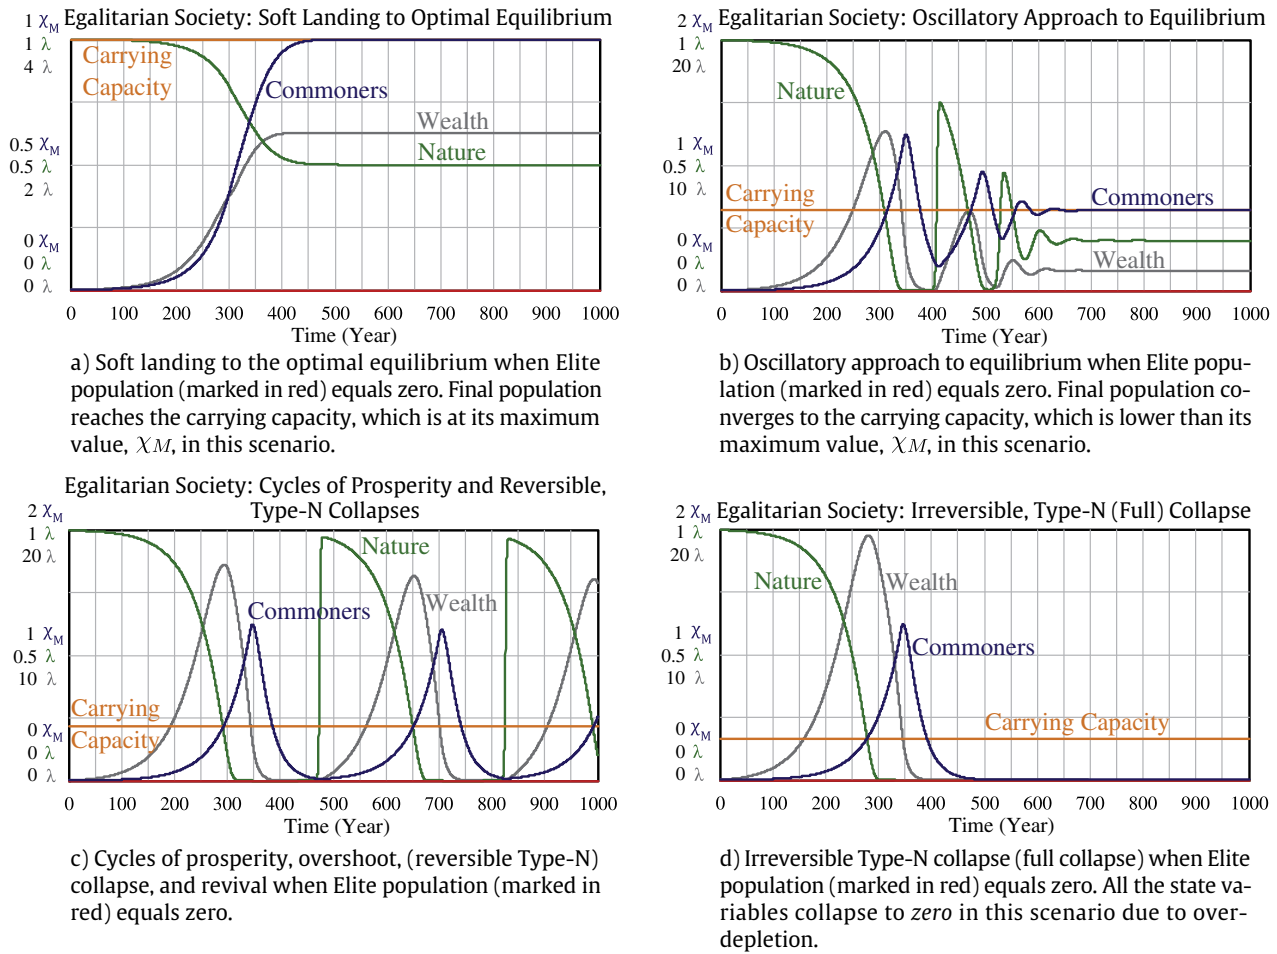 Egalitarian Society: Soft Landing to Optimal Equilibrium
1 χM
1 λ
4 λ
0.5 χM
0.5 λ
2 λ
0 χM
0 λ
0 λ
Carrying
Capacity
Commoners
Wealth
Nature
0 100 200 300 400 500 600 700 800 900 1000
Time (Year)
a) Soft landing to the optimal equilibrium when Elite
population (marked in red) equals zero. Final population
reaches the carrying capacity, which is at its maximum
value, χM, in this scenario.
Egalitarian Society: Oscillatory Approach to Equilibrium
2 χM
1 λ
20 λ
1 χM
0.5 λ
10 λ
0 χM
0 λ
0 λ
Nature
Carrying
Capacity
Commoners
Wealth
0 100 200 300 400 500 600 700 800 900 1000
Time (Year)
b) Oscillatory approach to equilibrium when Elite popu-
lation (marked in red) equals zero. Final population co-
nverges to the carrying capacity, which is lower than its
maximum value, χM, in this scenario.
Egalitarian Society: Cycles of Prosperity and Reversible,
Type-N Collapses
2 χM
1 λ
20 λ
1 χM
0.5 λ
10 λ
0 χM
0 λ
0 λ
Nature
Wealth
Commoners
Carrying
Capacity
0 100 200 300 400 500 600 700 800 900 1000
Time (Year)
c) Cycles of prosperity, overshoot, (reversible Type-N)
collapse, and revival when Elite population (marked in
red) equals zero.
Egalitarian Society: Irreversible, Type-N (Full) Collapse
2 χM
1 λ
20 λ
1 χM
0.5 λ
10 λ
0 χM
0 λ
0 λ
Nature
Wealth
Commoners
Carrying Capacity
0 100 200 300 400 500 600 700 800 900 1000
Time (Year)
d) Irreversible Type-N collapse (full collapse) when Elite
population (marked in red) equals zero. All the state va-
riables collapse to zero in this scenario due to over-
depletion.